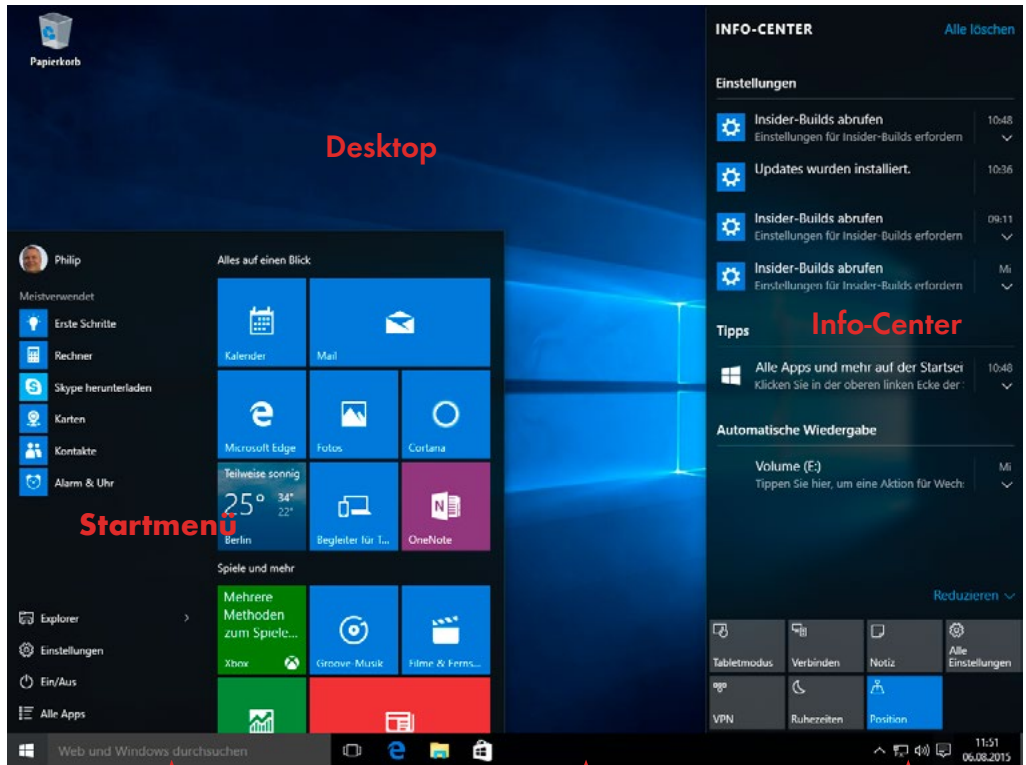 Papierkorb
Desktop
Philip
Meistverwendet
Erste Schritte
Rechner
Skype herunterladen
Karten
Kontakte
Alarm & Uhr
Startmenü
Explorer
Einstellungen
Ein/Aus
Alle Apps
Alles auf einen Blick
Kalender
Mail
Microsoft Edge
Fotos
Cortana
Teilweise sonnig
25° 34°
22°
Berlin
Begleiter für T...
OneNote
Spiele und mehr
Mehrere
Methoden
zum Spiele...
Xbox
Groove-Musik
Filme & Ferns...
Web und Windows durchsuchen
INFO-CENTER
Alle löschen
Einstellungen
Insider-Builds abrufen 10:48
Einstellungen für Insider-Builds erfordern
Updates wurden installiert. 10:36
Insider-Builds abrufen 09:11
Einstellungen für Insider-Builds erfordern
Insider-Builds abrufen Mi
Einstellungen für Insider-Builds erfordern
Info-Center
Tipps
Alle Apps und mehr auf der Startsei 10:48
Klicken Sie in der oberen linken Ecke der
Automatische Wiedergabe
Volume (E:) Mi
Tippen Sie hier, um eine Aktion für Wech
Reduzieren
Tabletmodus
Verbinden
Notiz
Alle
Einstellungen
VPN
Ruhezeiten
Position
11:51
06.08.2015